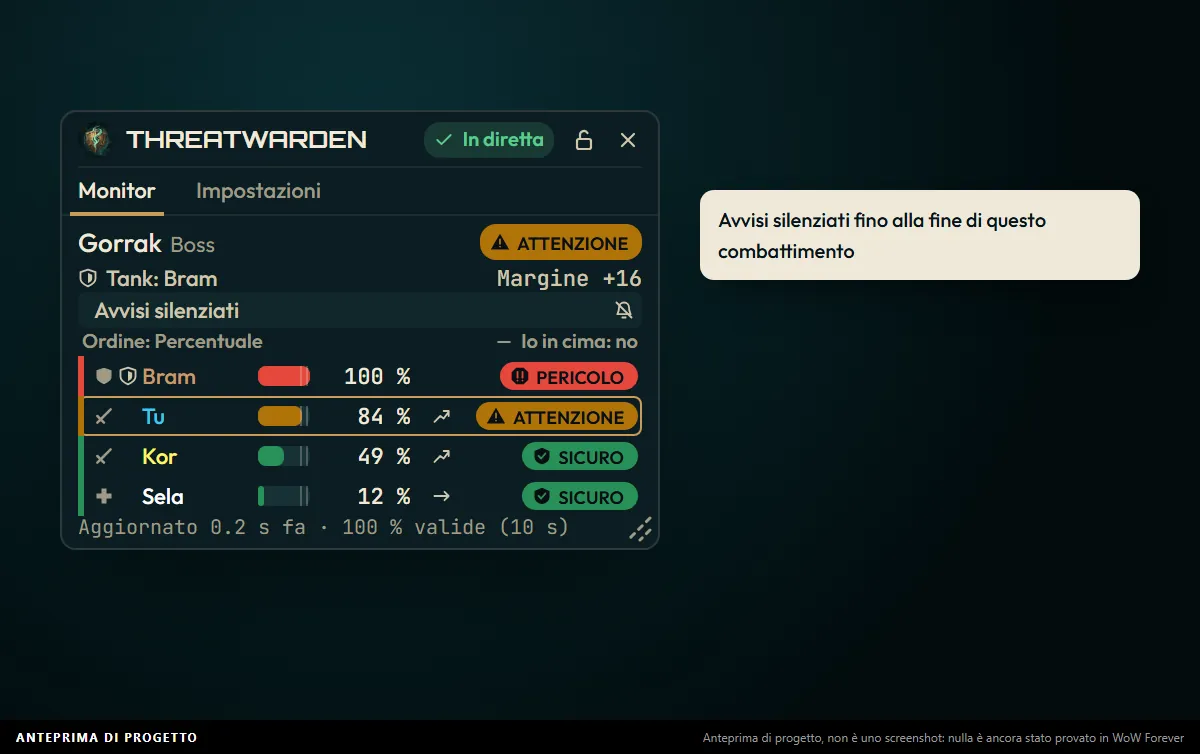 THREATWARDEN
In diretta
Monitor
Impostazioni
Gorrak Boss
ATTENZIONE
Tank: Bram
Margine +16
Avvisi silenziati
Ordine: Percentuale
— Io in cima: no
Bram 100 % PERICOLO
Tu 84 % ATTENZIONE
Kor 49 % SICURO
Sela 12 % SICURO
Aggiornato 0.2 s fa · 100 % valide (10 s)
Avvisi silenziati fino alla fine di questo
combattimento
ANTEPRIMA DI PROGETTO
Anteprima di progetto, non è uno screenshot: nulla è ancora stato provato in WoW Forever